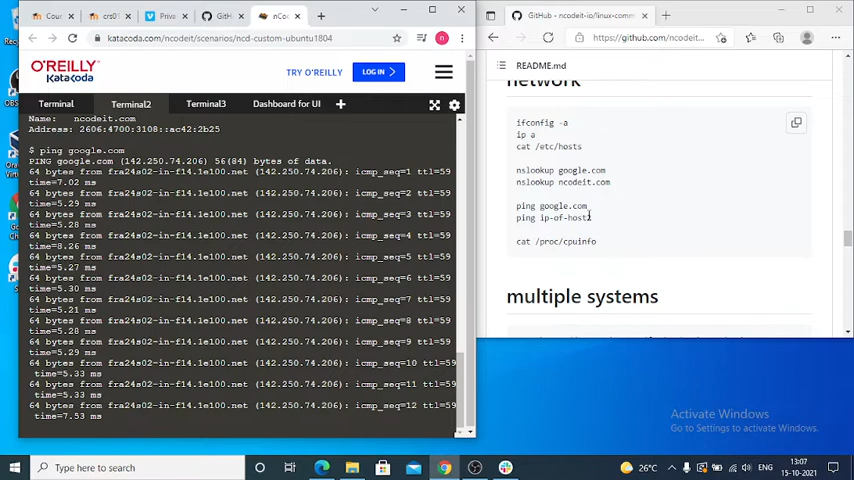 Cour
crs01
Priva
GitH
nCo
katacoda.com/ncodeit/scenarios/ncd-custom-ubuntu1804
O'REILLY
Katacoda
TRY O'REILLY
LOG IN
Terminal
Terminal2
Terminal3
Dashboard for UI
Name: ncodeit.com
Address: 2606:4700:3108::ac42:2b25
$ ping google.com
PING google.com (142.250.74.206) 56(84) bytes of data.
64 bytes from fra24s02-in-f14.1e100.net (142.250.74.206): icmp_seq=1 ttl=59
time=7.02 ms
64 bytes from fra24s02-in-f14.1e100.net (142.250.74.206): icmp_seq=2 ttl=59
time=5.29 ms
64 bytes from fra24s02-in-f14.1e100.net (142.250.74.206): icmp_seq=3 ttl=59
time=5.28 ms
64 bytes from fra24s02-in-f14.1e100.net (142.250.74.206): icmp_seq=4 ttl=59
time=8.26 ms
64 bytes from fra24s02-in-f14.1e100.net (142.250.74.206): icmp_seq=5 ttl=59
time=5.27 ms
64 bytes from fra24s02-in-f14.1e100.net (142.250.74.206): icmp_seq=6 ttl=59
time=5.30 ms
64 bytes from fra24s02-in-f14.1e100.net (142.250.74.206): icmp_seq=7 ttl=59
time=5.21 ms
64 bytes from fra24s02-in-f14.1e100.net (142.250.74.206): icmp_seq=8 ttl=59
time=5.28 ms
64 bytes from fra24s02-in-f14.1e100.net (142.250.74.206): icmp_seq=9 ttl=59
time=5.29 ms
64 bytes from fra24s02-in-f14.1e100.net (142.250.74.206): icmp_seq=10 ttl=59
time=5.33 ms
64 bytes from fra24s02-in-f14.1e100.net (142.250.74.206): icmp_seq=11 ttl=59
time=5.33 ms
64 bytes from fra24s02-in-f14.1e100.net (142.250.74.206): icmp_seq=12 ttl=59
time=7.53 ms
GitHub - ncodeit-io/linux-comm
https://github.com/ncodeit...
README.md
network
ifconfig -a
ip a
cat /etc/hosts
nslookup google.com
nslookup ncodeit.com
ping google.com
ping ip-of-host2
cat /proc/cpuinfo
multiple systems
Activate Windows
Go to Settings to activate Windows.
Type here to search
26°C
ENG
13:07
15-10-2021